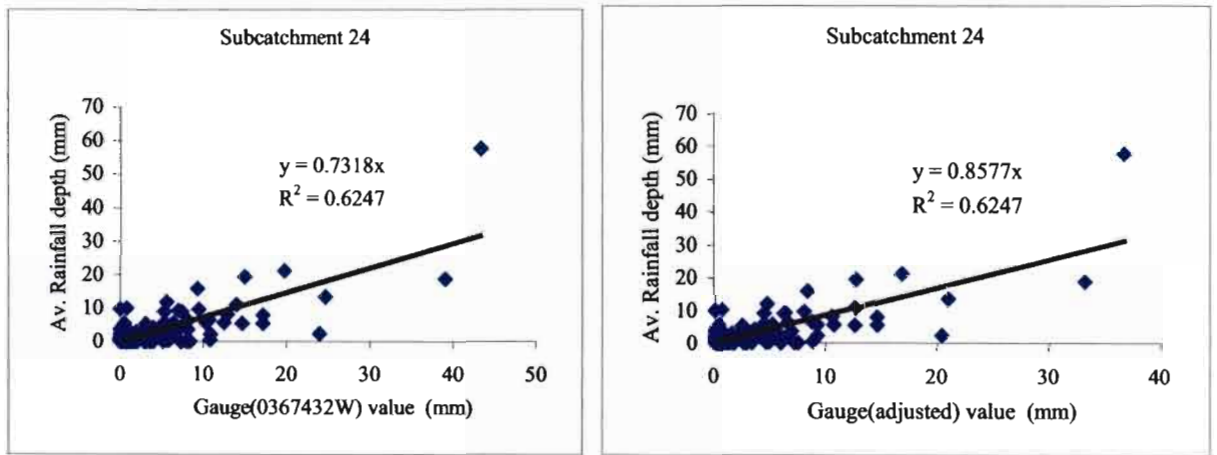 Subcatchment 24
Av. Rainfall depth (mm)
70
60
50
40
30
20
10
0
y = 0.7318x
R² = 0.6247
0 10 20 30 40 50
Gauge(0367432W) value (mm)
Subcatchment 24
Av. Rainfall depth (mm)
70
60
50
40
30
20
10
0
y = 0.8577x
R² = 0.6247
0 10 20 30 40
Gauge(adjusted) value (mm)